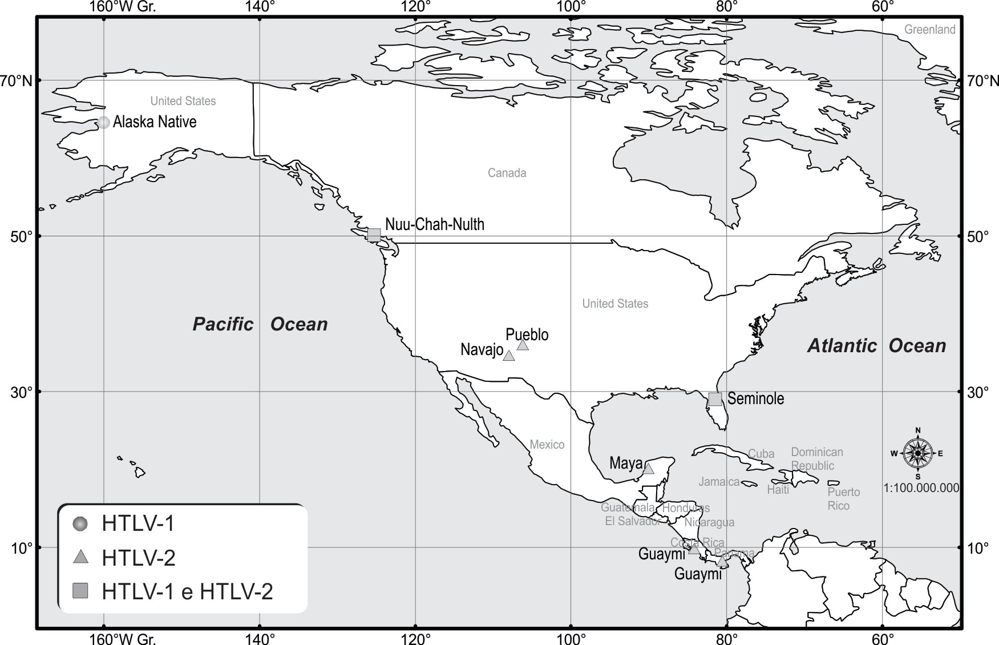 160°W Gr. 140° 120° 100° 80° 60°
Greenland
70°N 70°N
United States
Alaska Native
Canada
Nuu-Chah-Nulth
50° 50°
United States
Pacific Ocean
Pueblo
Navajo
Atlantic Ocean
30° 30°
Seminole
N
W E
S
1:100.000.000
Mexico
Maya
Cuba
Dominican
Republic
Jamaica
Haiti
Puerto
Rico
Guatemala
Honduras
El Salvador
Nicaragua
Costa Rica
10° 10°
Panama
Guaymi
Guaymi
HTLV-1
HTLV-2
HTLV-1 e HTLV-2
160°W Gr. 140° 120° 100° 80° 60°